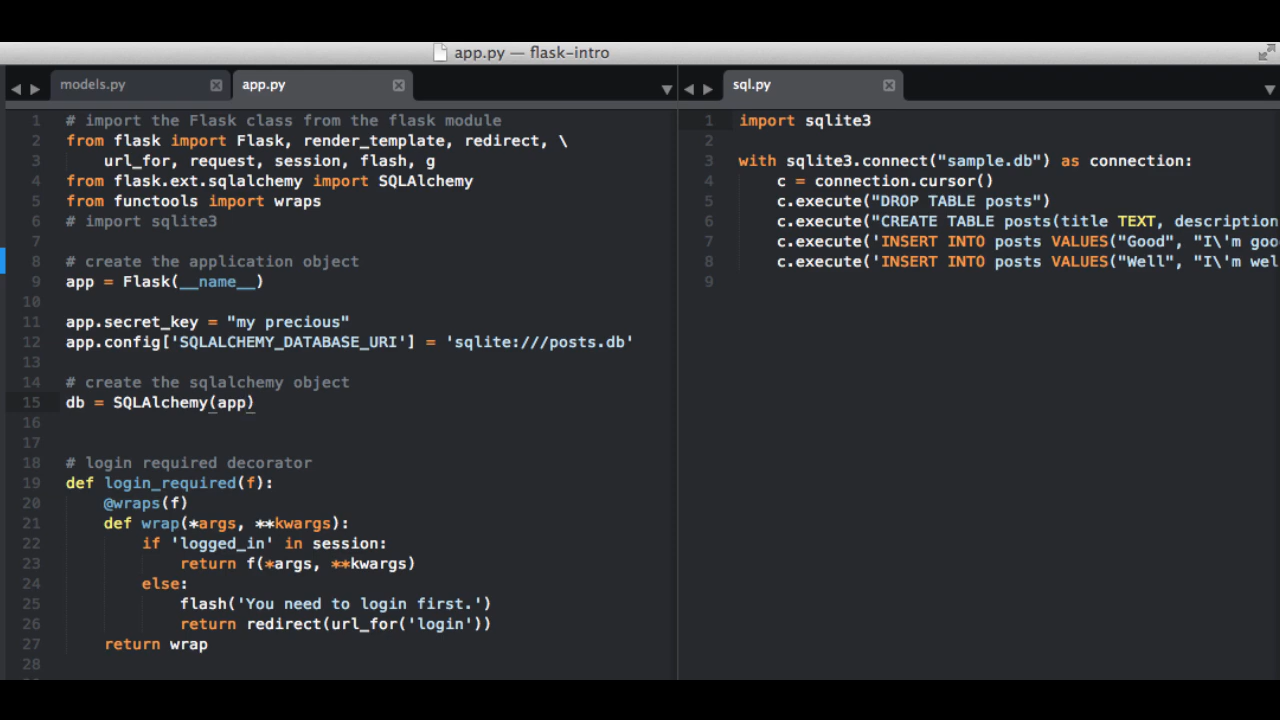 app.py — flask-intro
models.py
app.py
1 # import the Flask class from the flask module
2 from flask import Flask, render_template, redirect, \
3 url_for, request, session, flash, g
4 from flask.ext.sqlalchemy import SQLAlchemy
5 from functools import wraps
6 # import sqlite3
7
8 # create the application object
9 app = Flask(__name__)
10
11 app.secret_key = "my precious"
12 app.config['SQLALCHEMY_DATABASE_URI'] = 'sqlite:///posts.db'
13
14 # create the sqlalchemy object
15 db = SQLAlchemy(app)
16
17
18 # login required decorator
19 def login_required(f):
20 @wraps(f)
21 def wrap(*args, **kwargs):
22 if 'logged_in' in session:
23 return f(*args, **kwargs)
24 else:
25 flash('You need to login first.')
26 return redirect(url_for('login'))
27 return wrap
28
sql.py
1 import sqlite3
2
3 with sqlite3.connect("sample.db") as connection:
4 c = connection.cursor()
5 c.execute("DROP TABLE posts")
6 c.execute("CREATE TABLE posts(title TEXT, description
7 c.execute('INSERT INTO posts VALUES("Good", "I\'m goo
8 c.execute('INSERT INTO posts VALUES("Well", "I\'m wel
9